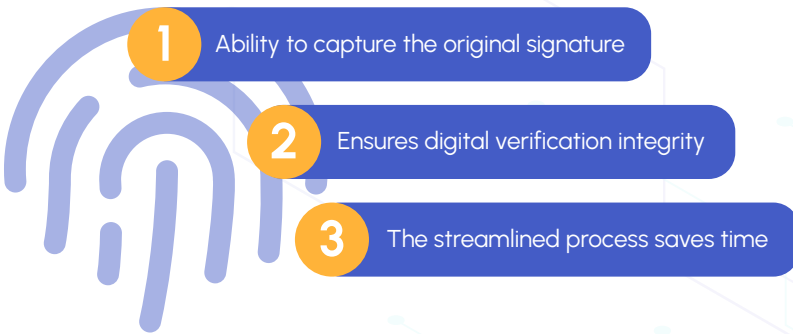 1 Ability to capture the original signature
2 Ensures digital verification integrity
3 The streamlined process saves time